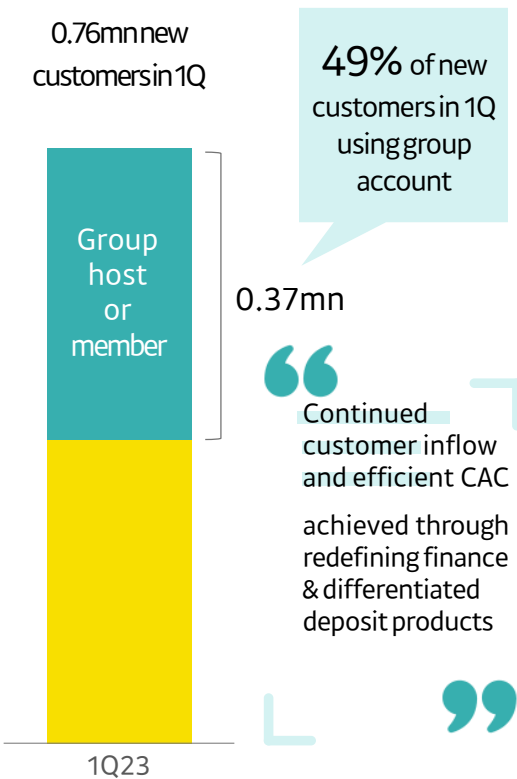 0.76mn new
customers in 1Q
49% of new
customers in 1Q
using group
account
Group
host
or
member
0.37mn
❝
Continued
customer inflow
and efficient CAC
achieved through
redefining finance
& differentiated
deposit products
❞
1Q23